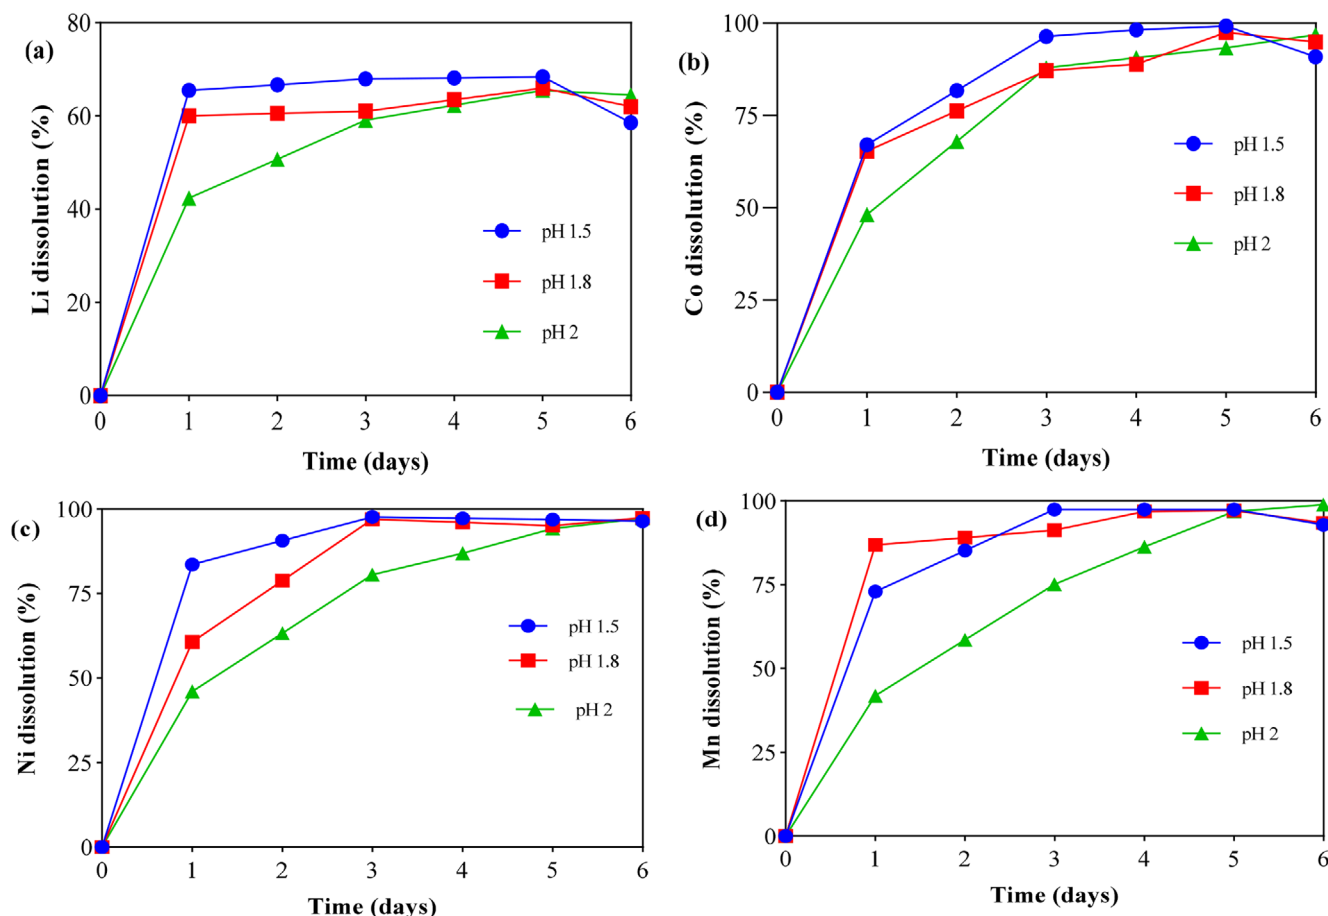 (a)
Li dissolution (%)
80
60
40
20
0
pH 1.5
pH 1.8
pH 2
0 1 2 3 4 5 6
Time (days)
(b)
Co dissolution (%)
100
75
50
25
0
pH 1.5
pH 1.8
pH 2
0 1 2 3 4 5 6
Time (days)
(c)
Ni dissolution (%)
100
75
50
25
0
pH 1.5
pH 1.8
pH 2
0 1 2 3 4 5 6
Time (days)
(d)
Mn dissolution (%)
100
75
50
25
0
pH 1.5
pH 1.8
pH 2
0 1 2 3 4 5 6
Time (days)